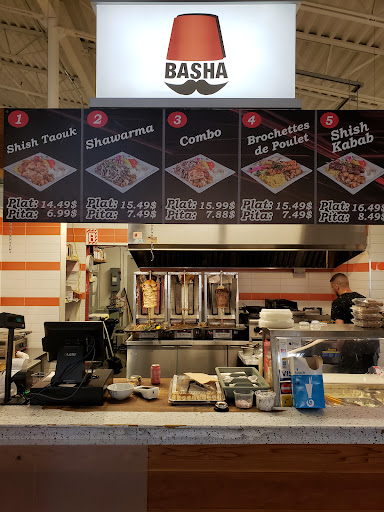 BASHA
1
Shish Taouk
Plat: 14.49$
Pita: 6.99$
2
Shawarma
Plat: 15.49$
Pita: 7.49$
3
Combo
Plat: 15.99$
Pita: 7.88$
4
Brochettes
de Poulet
Plat: 15.49$
Pita: 7.49$
5
Shish
Kabab
Plat: 16.49$
Pita: 8.49$